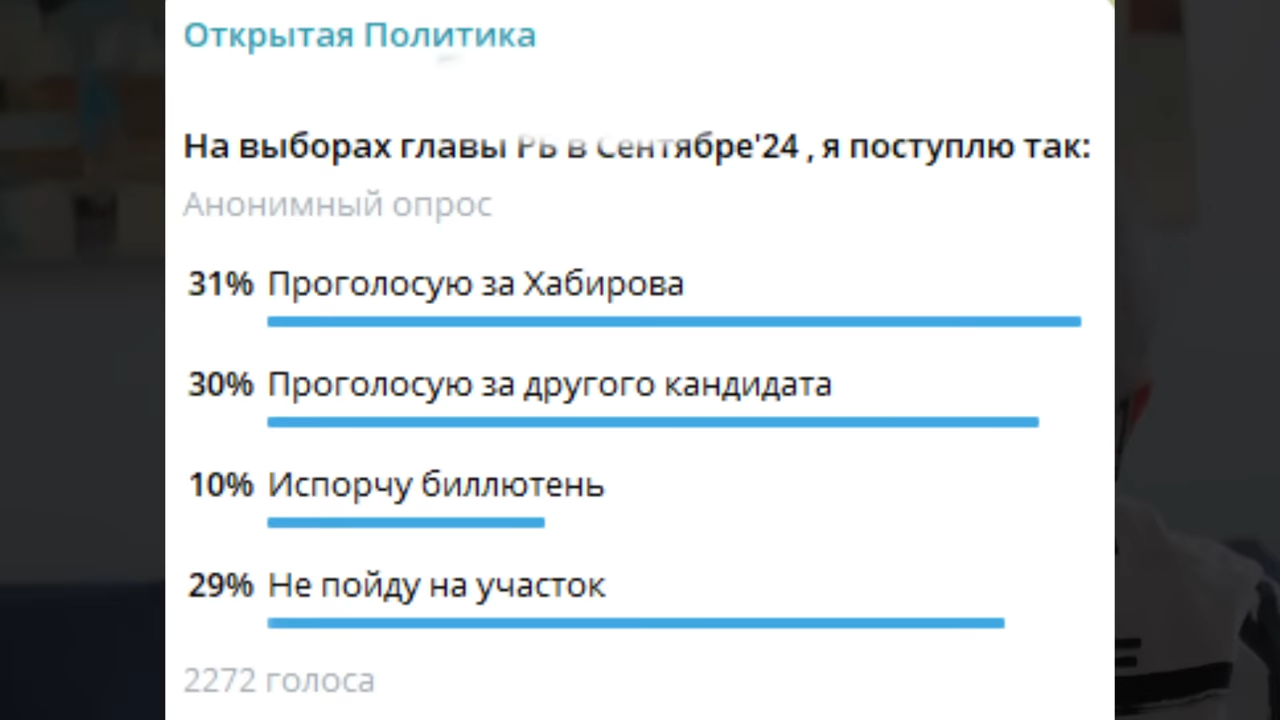 Открытая Политика
На выборах главы РБ в Сентябре'24 , я поступлю так:
Анонимный опрос
31% Проголосую за Хабирова
30% Проголосую за другого кандидата
10% Испорчу биллютень
29% Не пойду на участок
2272 голоса